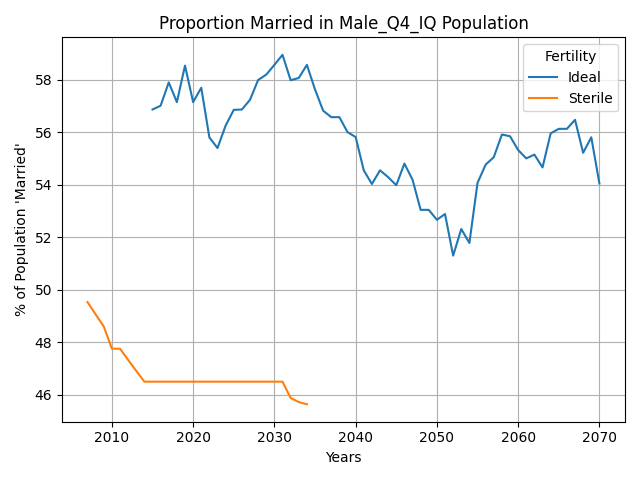 Proportion Married in Male_Q4_IQ Population
Fertility
Ideal
Sterile
% of Population 'Married'
58
56
54
52
50
48
46
2010 2020 2030 2040 2050 2060 2070
Years